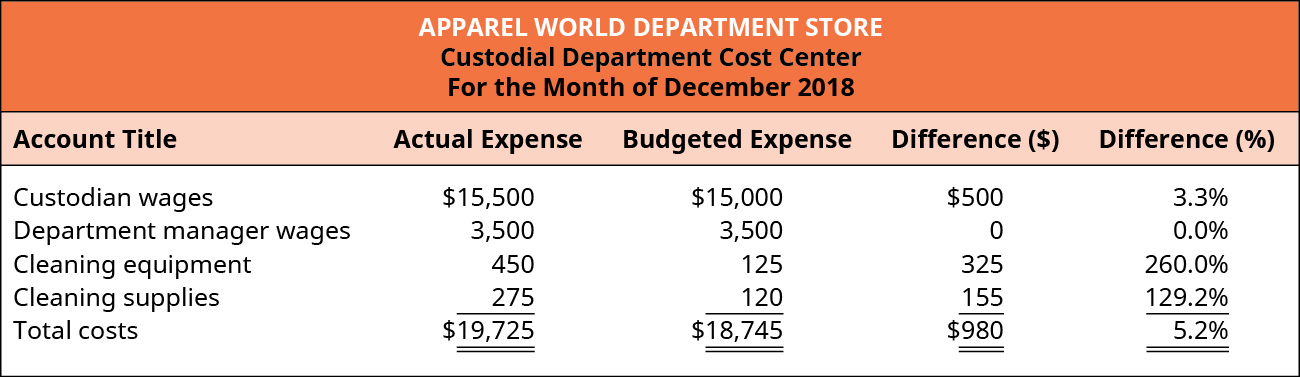 APPAREL WORLD DEPARTMENT STORE
Custodial Department Cost Center
For the Month of December 2018
Account Title Actual Expense Budgeted Expense Difference ($) Difference (%)
Custodian wages $15,500 $15,000 $500 3.3%
Department manager wages 3,500 3,500 0 0.0%
Cleaning equipment 450 125 325 260.0%
Cleaning supplies 275 120 155 129.2%
Total costs $19,725 $18,745 $980 5.2%